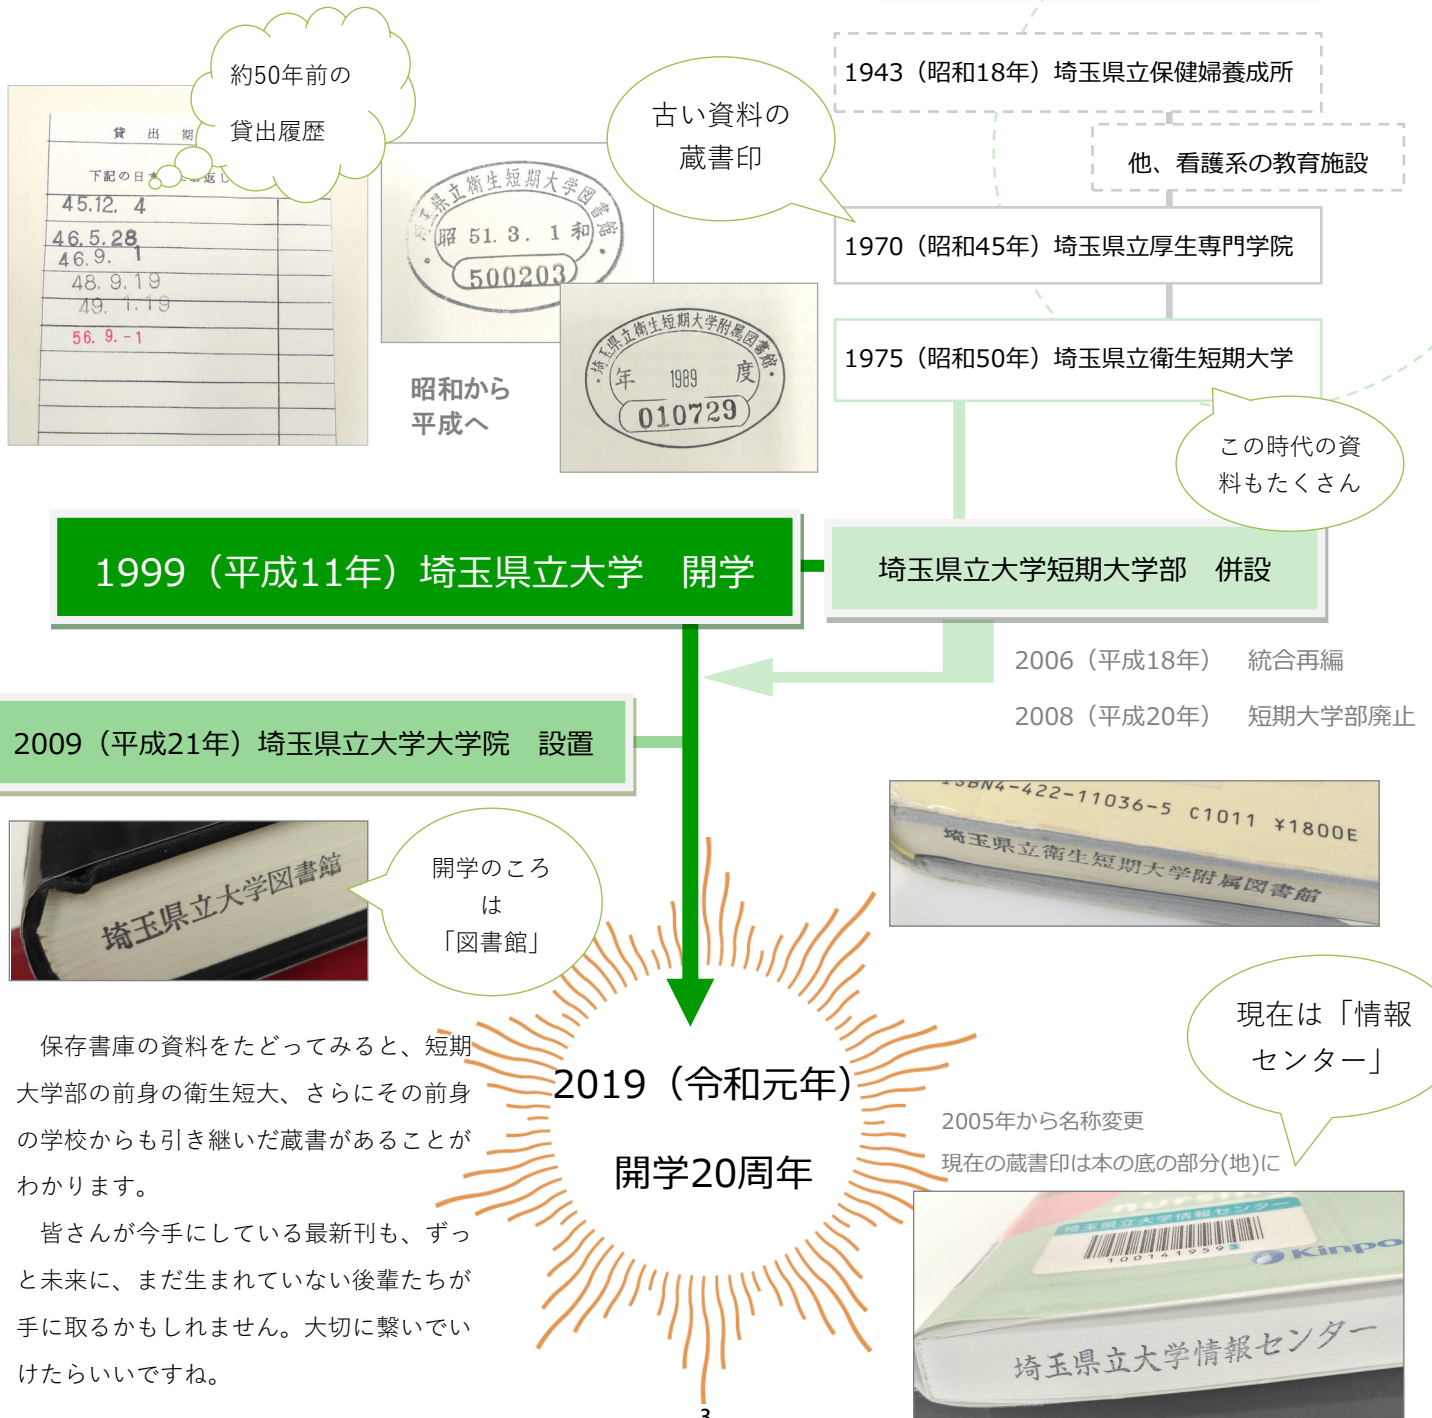 約50年前の
貸出履歴
貸出期
下記の日
返し
45.12. 4
46.5.28
46.9. 1
48.9.19
49. 1.19
56. 9.-1
埼玉県立衛生短期大学図書館
昭 51. 3. 1 和
500203
古い資料の
蔵書印
埼玉県立衛生短期大学附属図書館
年 1989 度
010729
昭和から
平成へ
1943（昭和18年）埼玉県立保健婦養成所
他、看護系の教育施設
1970（昭和45年）埼玉県立厚生専門学院
1975（昭和50年）埼玉県立衛生短期大学
この時代の資
料もたくさん
1999（平成11年）埼玉県立大学　開学
埼玉県立大学短期大学部　併設
2006（平成18年）　統合再編
2008（平成20年）　短期大学部廃止
2009（平成21年）埼玉県立大学大学院　設置
埼玉県立大学図書館
開学のころ
は
「図書館」
ISBN4-422-11036-5 C1011 ¥1800E
埼玉県立衛生短期大学附属図書館
2019（令和元年）
開学20周年
現在は「情報
センター」
2005年から名称変更
現在の蔵書印は本の底の部分(地)に
埼玉県立大学情報センター
1001419593
Kinpo
埼玉県立大学情報センター
保存書庫の資料をたどってみると、短期
大学部の前身の衛生短大、さらにその前身
の学校からも引き継いだ蔵書があることが
わかります。
皆さんが今手にしている最新刊も、ずっ
と未来に、まだ生まれていない後輩たちが
手に取るかもしれません。大切に繋いでい
けたらいいですね。
3